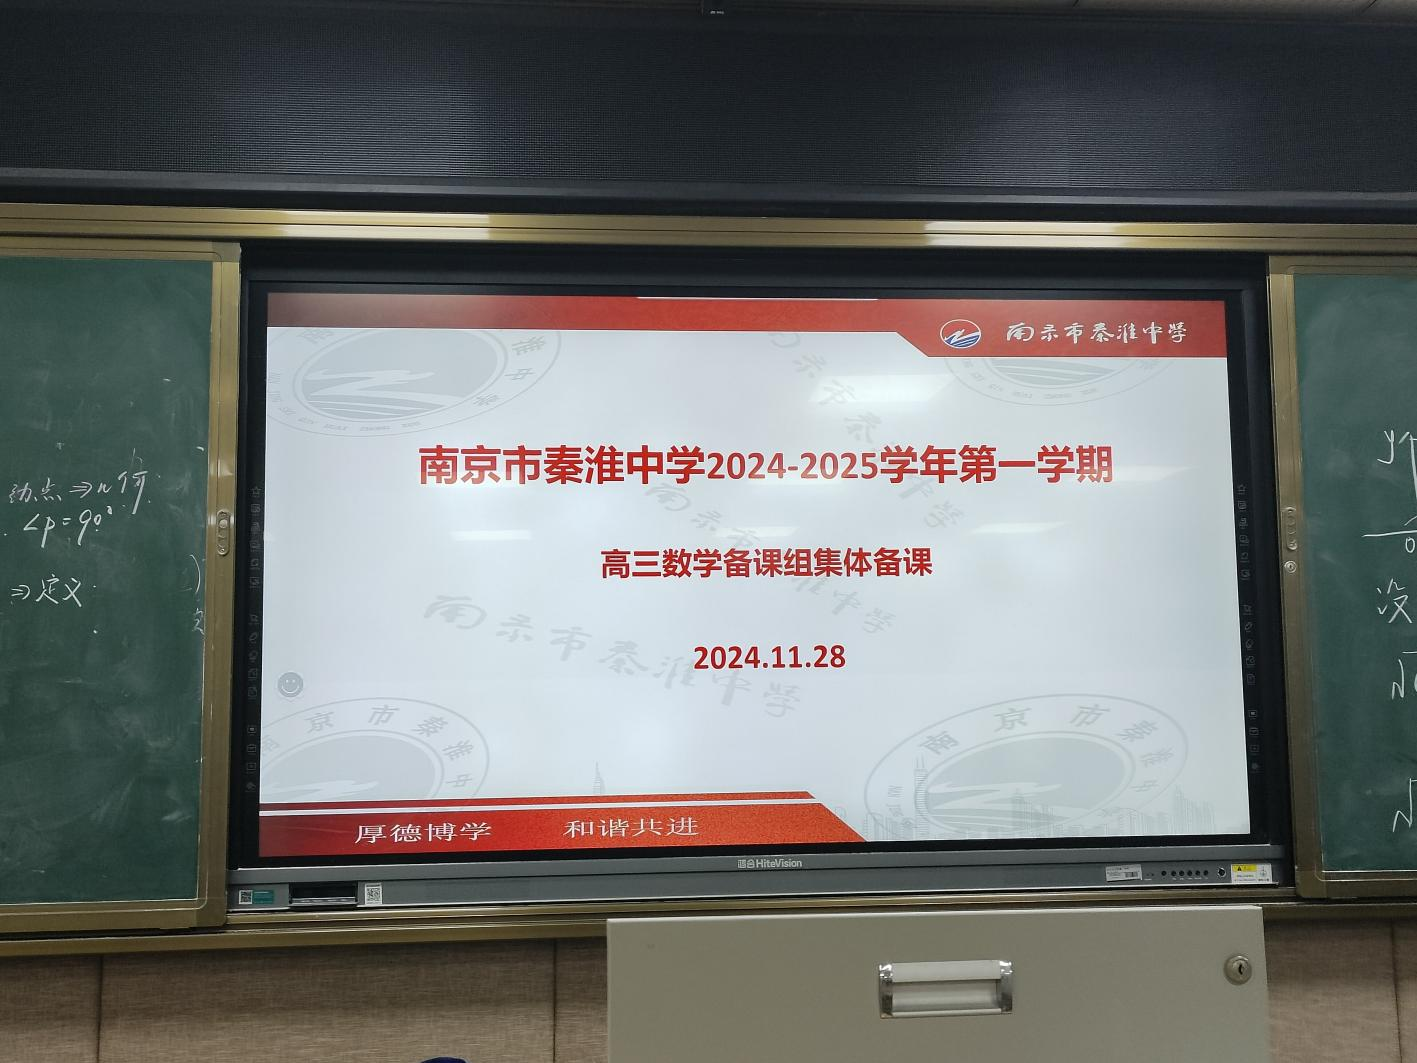 南京市秦淮中学
南京市秦淮中学2024-2025学年第一学期
高三数学备课组集体备课
2024.11.28
厚德博学 和谐共进
HiteVision
动点⇒几何
∠P=90°
⇒定义
没